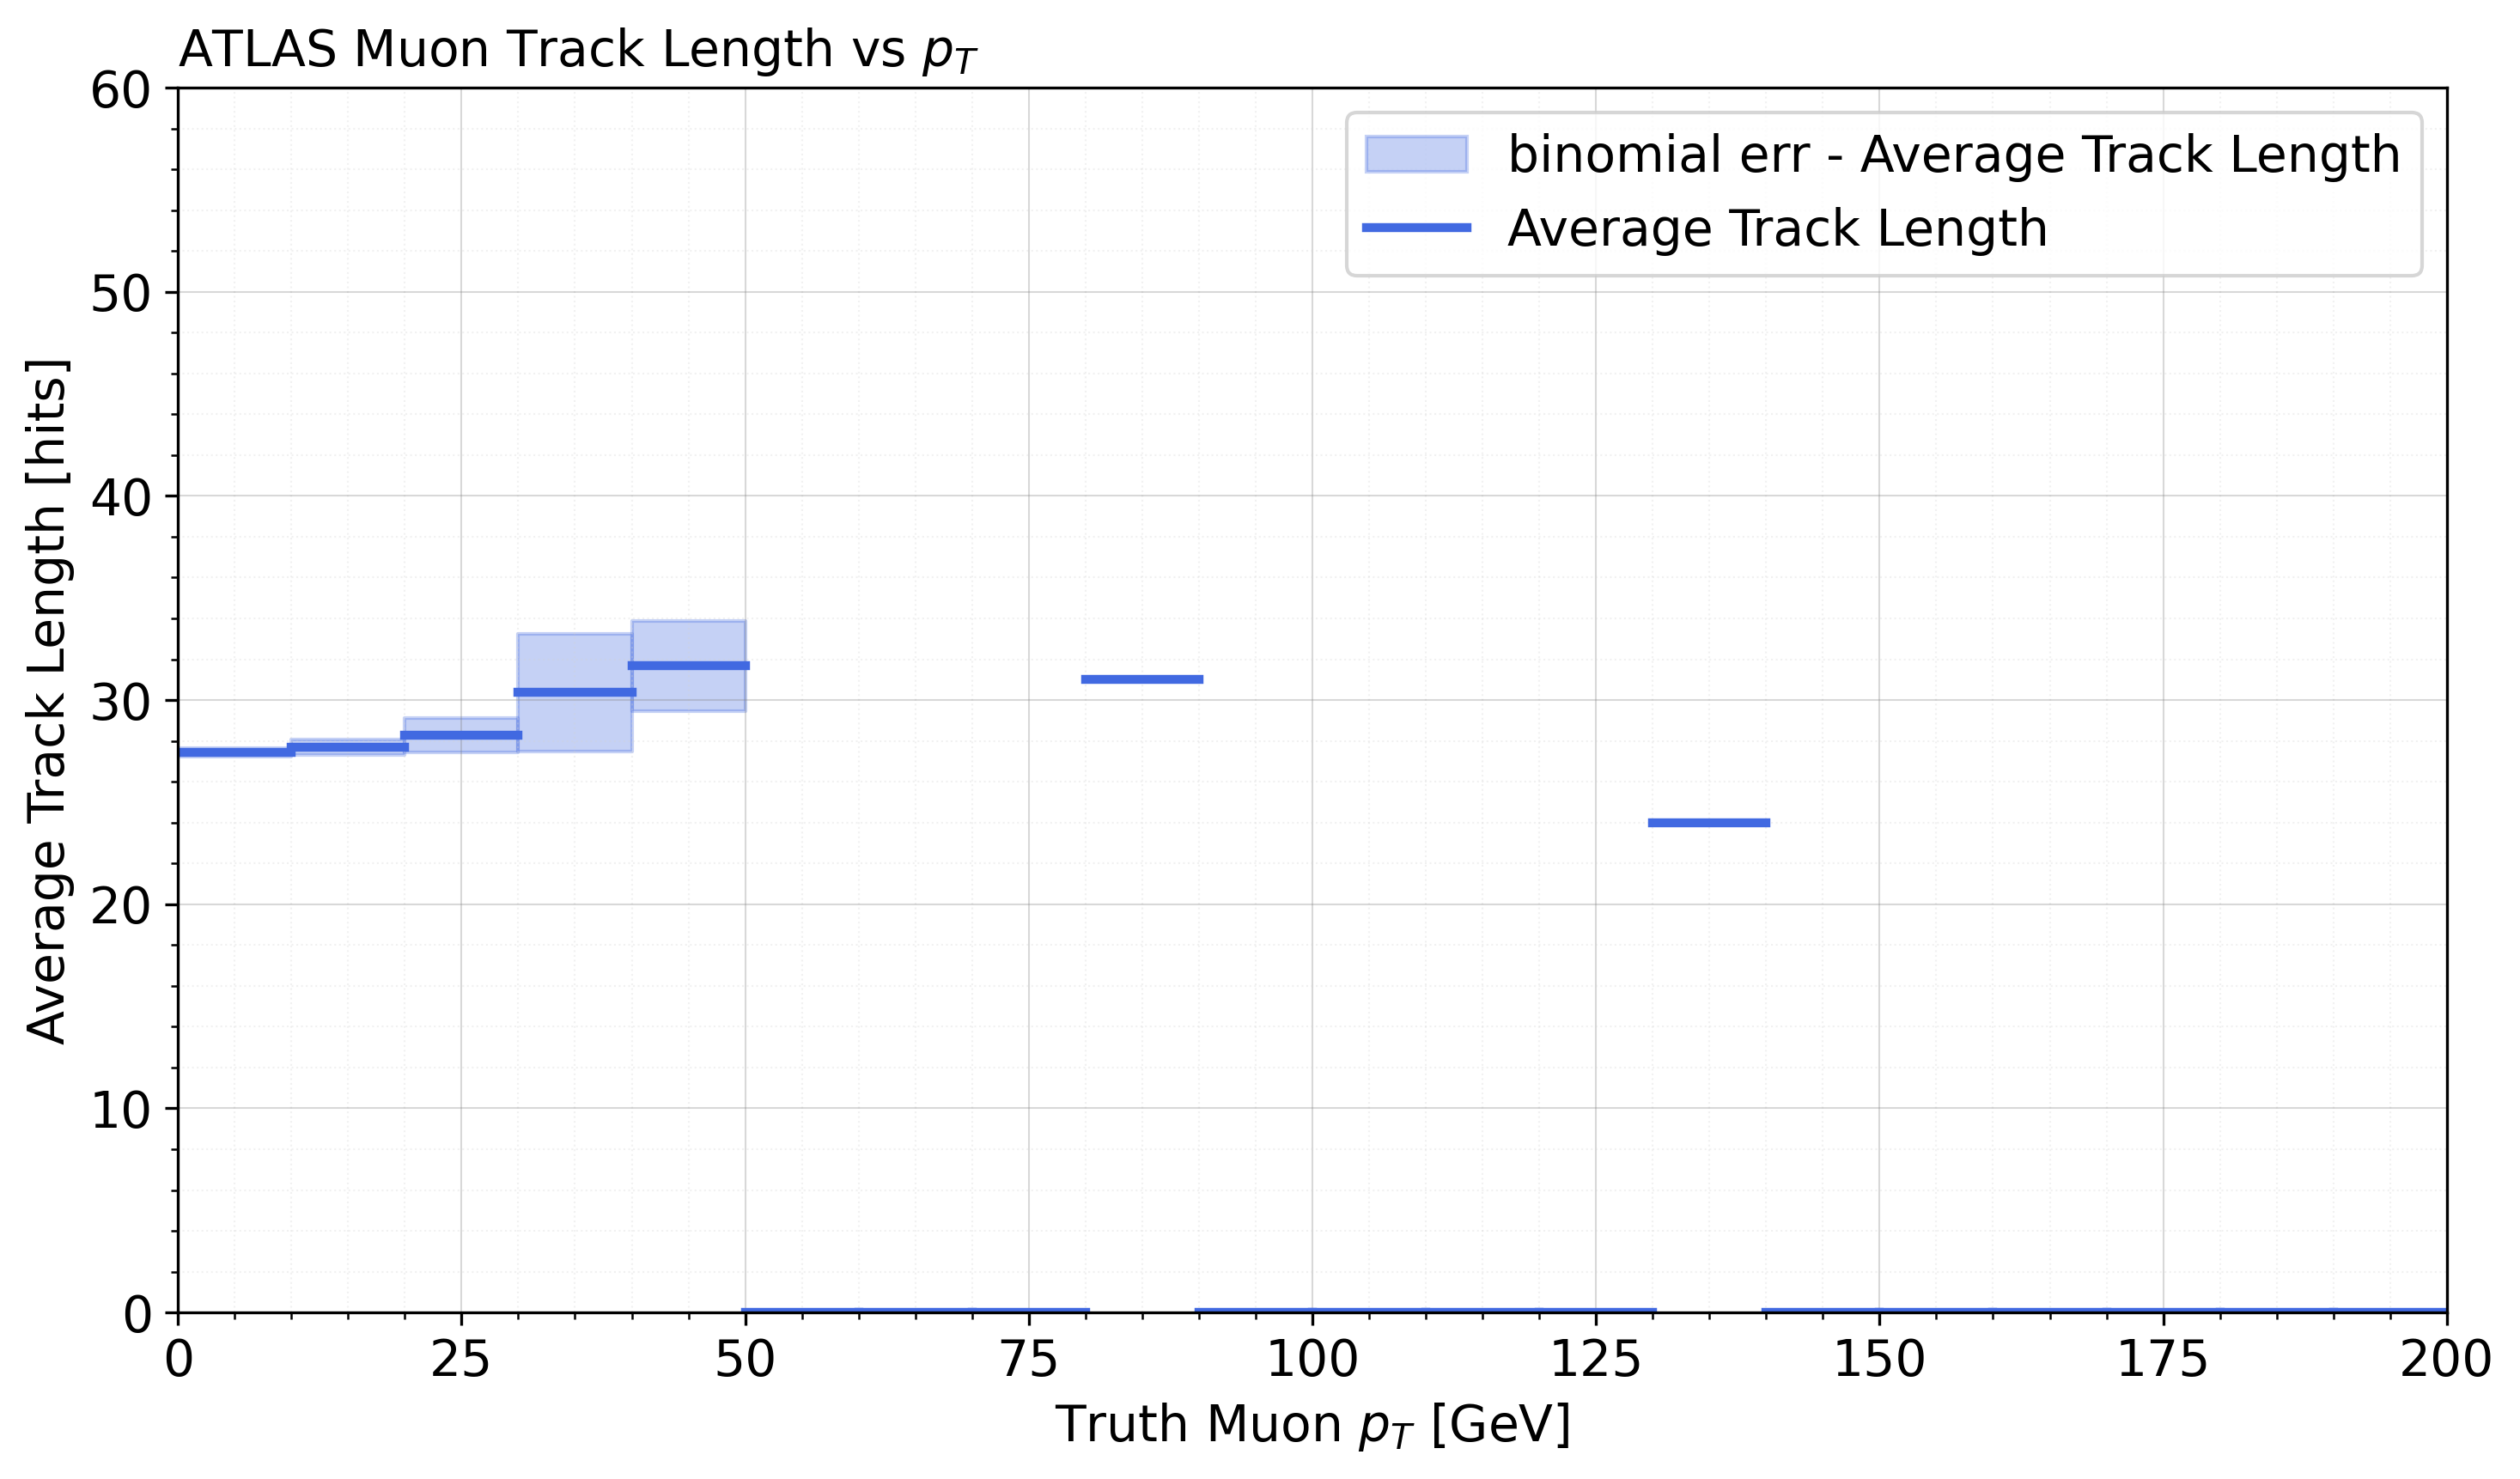 ATLAS Muon Track Length vs pT
binomial err - Average Track Length
Average Track Length
Average Track Length [hits]
60
50
40
30
20
10
0
0 25 50 75 100 125 150 175 200
Truth Muon pT [GeV]